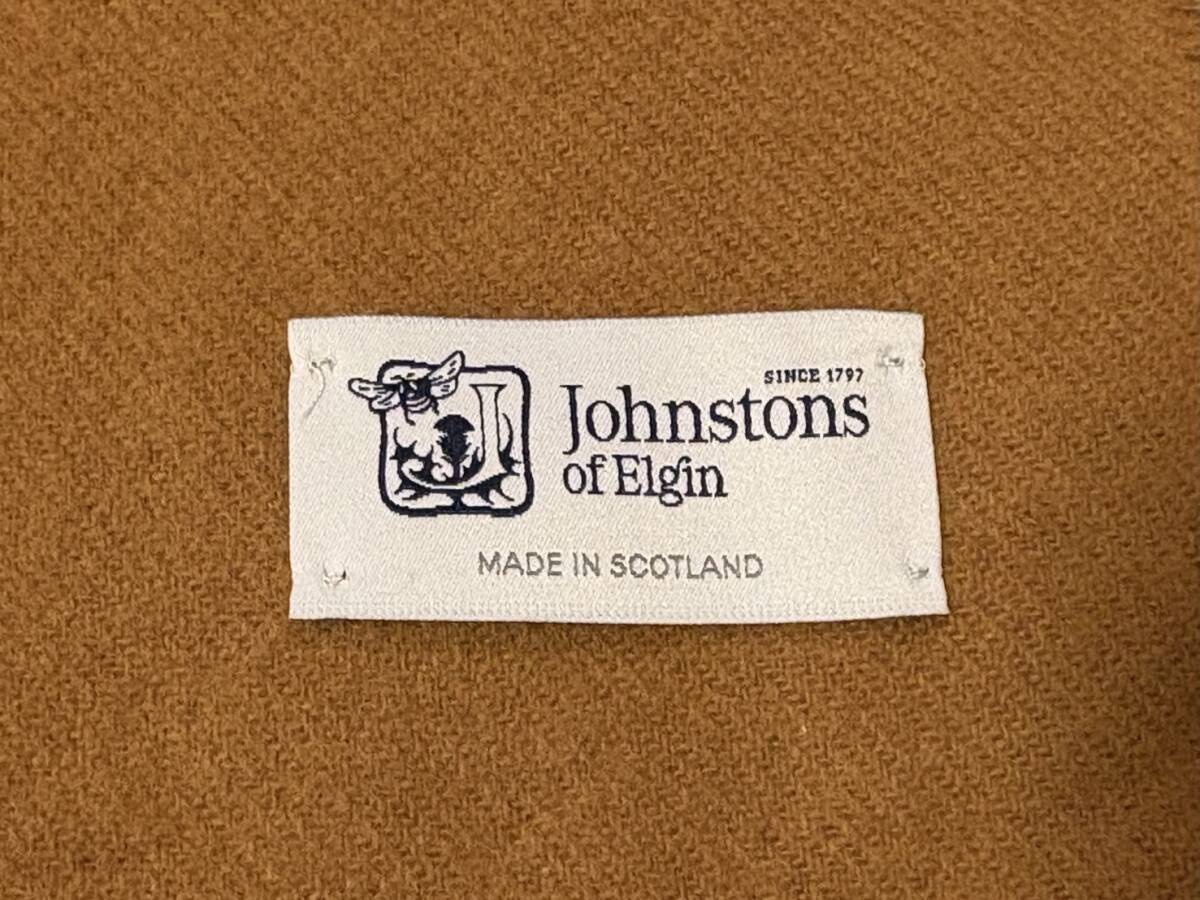 SINCE 1797
Johnstons
of Elgin
MADE IN SCOTLAND